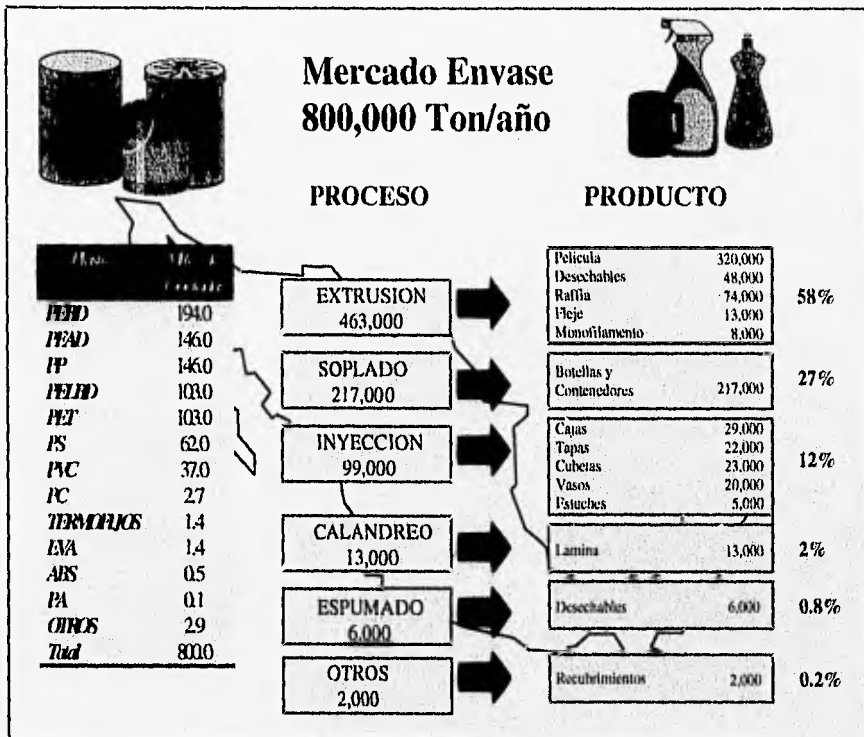 Mercado Envase
800,000 Ton/año
PROCESO
PRODUCTO
PEBD 194.0
PEAD 146.0
PP 146.0
PELBD 103.0
PET 103.0
PS 62.0
PVC 37.0
PC 2.7
TERMOFIJOS 1.4
EVA 1.4
ABS 0.5
PA 0.1
OTROS 2.9
Total 800.0
EXTRUSION
463,000
SOPLADO
217,000
INYECCION
99,000
CALANDREO
13,000
ESPUMADO
6,000
OTROS
2,000
Película 320,000
Desechables 48,000
Raffia 74,000
Fleje 13,000
Monofilamento 8,000
58%
Botellas y
Contenedores 217,000
27%
Cajas 29,000
Tapas 22,000
Cubetas 23,000
Vasos 20,000
Estuches 5,000
12%
Lamina 13,000
2%
Desechables 6,000
0.8%
Recubrimientos 2,000
0.2%